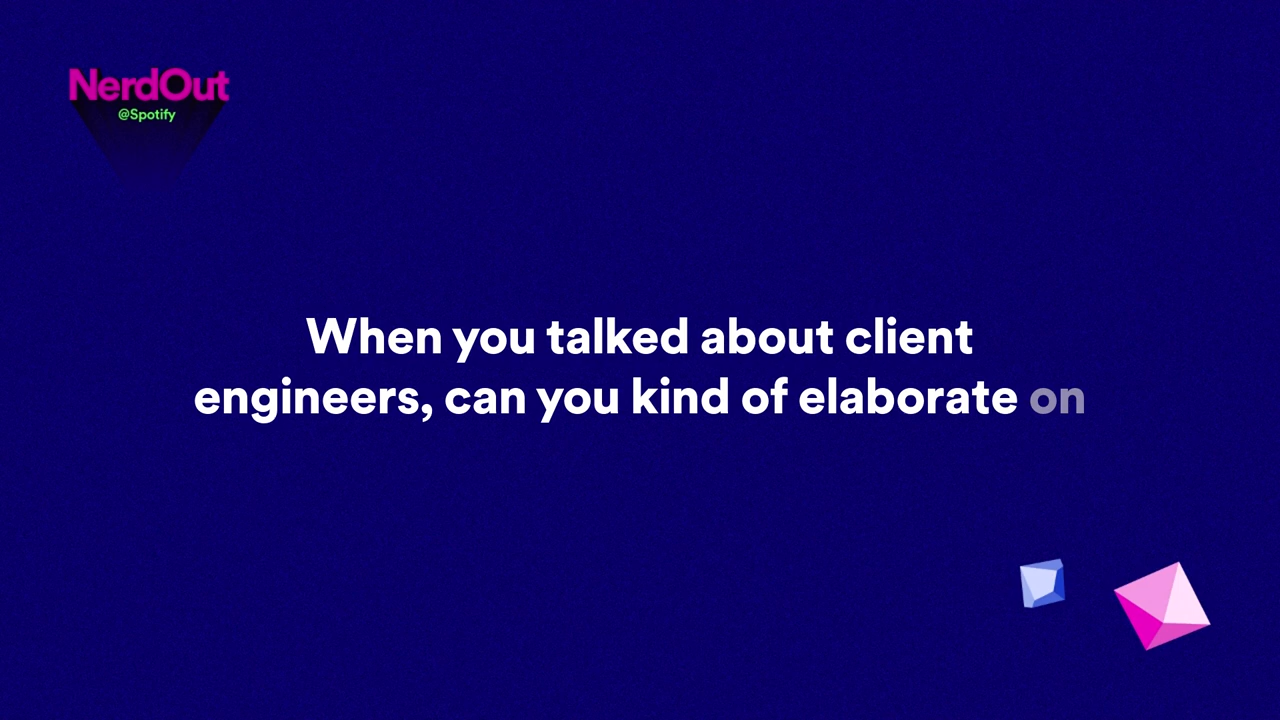 NerdOut
@Spotify
When you talked about client
engineers, can you kind of elaborate on